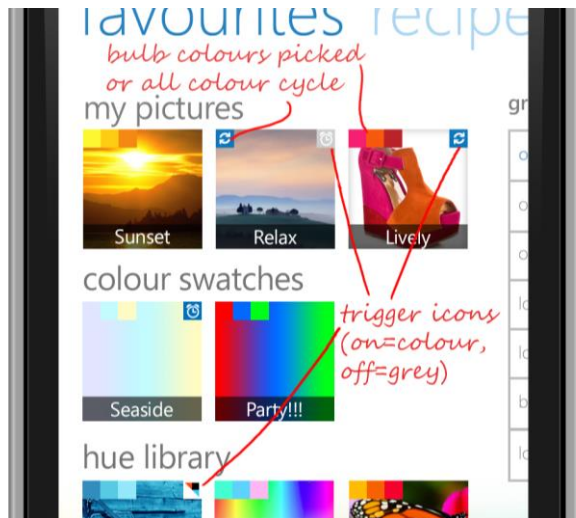 favourites recipe
bulb colours picked
or all colour cycle
my pictures
gr
Sunset
Relax
Lively
colour swatches
trigger icons
(on=colour,
off=grey)
Seaside
Party!!!
hue library